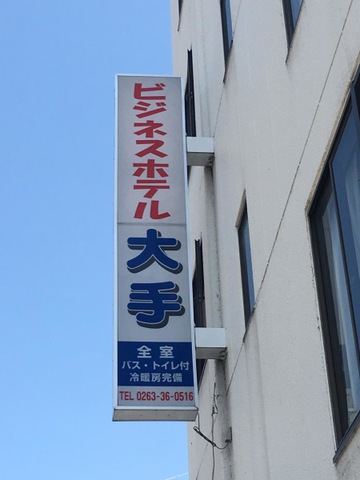 ビジネスホテル
大手
全室
バス・トイレ付
冷暖房完備
TEL 0263-36-0516